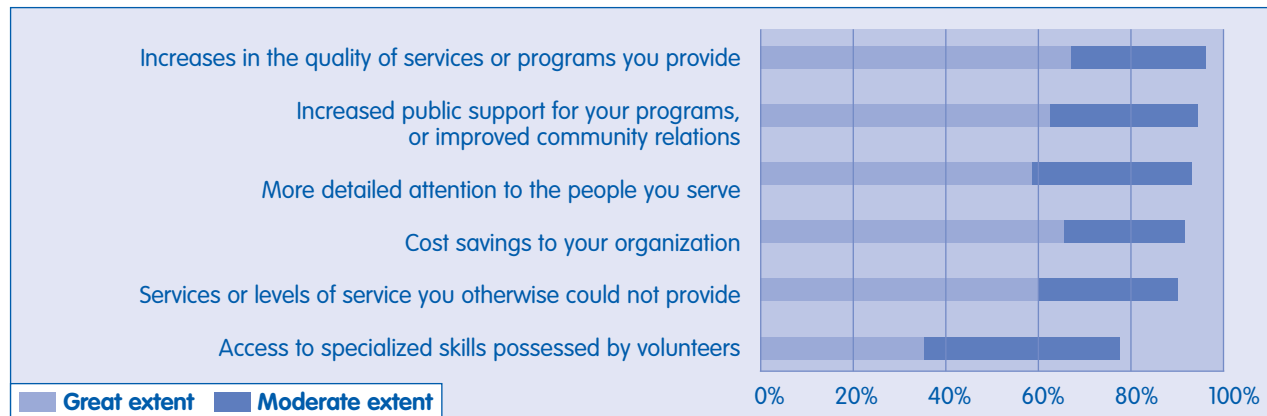 Increases in the quality of services or programs you provide
Increased public support for your programs,
or improved community relations
More detailed attention to the people you serve
Cost savings to your organization
Services or levels of service you otherwise could not provide
Access to specialized skills possessed by volunteers
0% 20% 40% 60% 80% 100%
Great extent Moderate extent